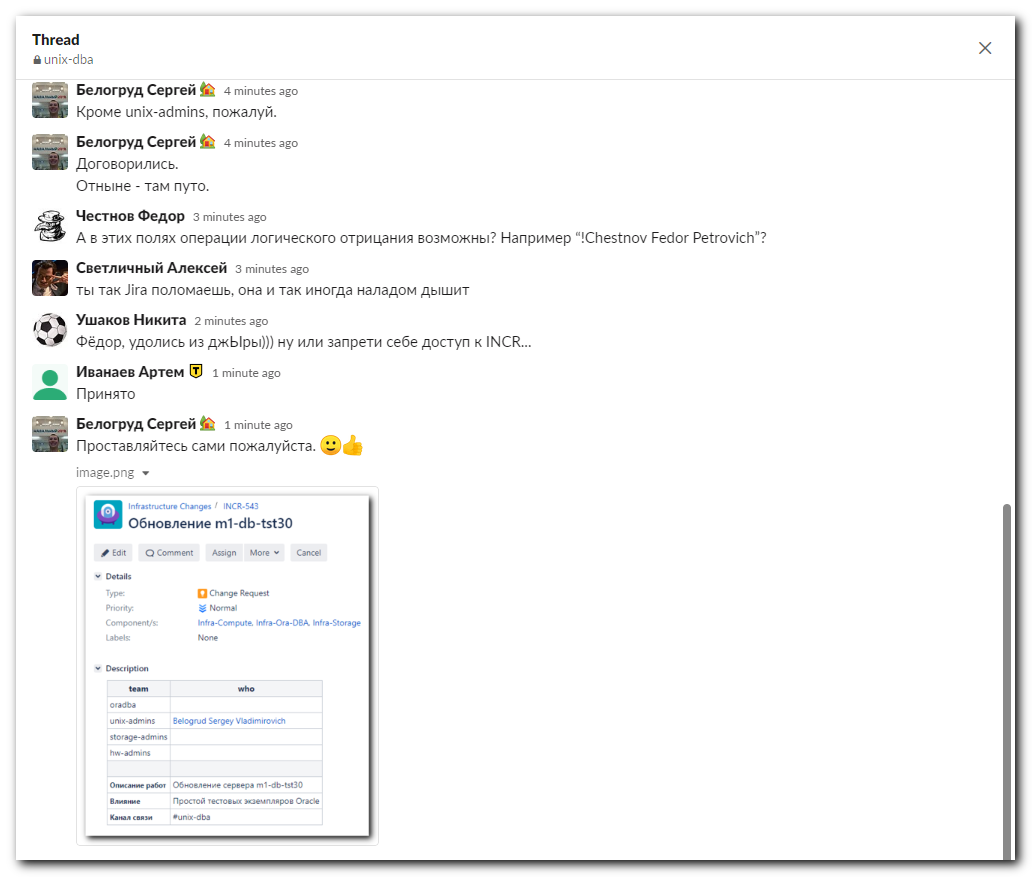 Thread
unix-dba
Белогруд Сергей 4 minutes ago
Кроме unix-admins, пожалуй.
Белогруд Сергей 4 minutes ago
Договорились.
Отныне - там путо.
Честнов Федор 3 minutes ago
А в этих полях операции логического отрицания возможны? Например “!Chestnov Fedor Petrovich”?
Светличный Алексей 3 minutes ago
ты так Jira поломаешь, она и так иногда наладом дышит
Ушаков Никита 2 minutes ago
Фёдор, удолись из джЫры))) ну или запрети себе доступ к INCR...
Иванаев Артем 1 minute ago
Принято
Белогруд Сергей 1 minute ago
Проставляйтесь сами пожалуйста.
image.png
Infrastructure Changes / INCR-543
Обновление m1-db-tst30
Edit Comment Assign More Cancel
Details
Type: Change Request
Priority: Normal
Component/s: Infra-Compute, Infra-Ora-DBA, Infra-Storage
Labels: None
Description
team who
oradba
unix-admins Belogrud Sergey Vladimirovich
storage-admins
hw-admins
Описание работ Обновление сервера m1-db-tst30
Влияние Простой тестовых экземпляров Oracle
Канал связи #unix-dba